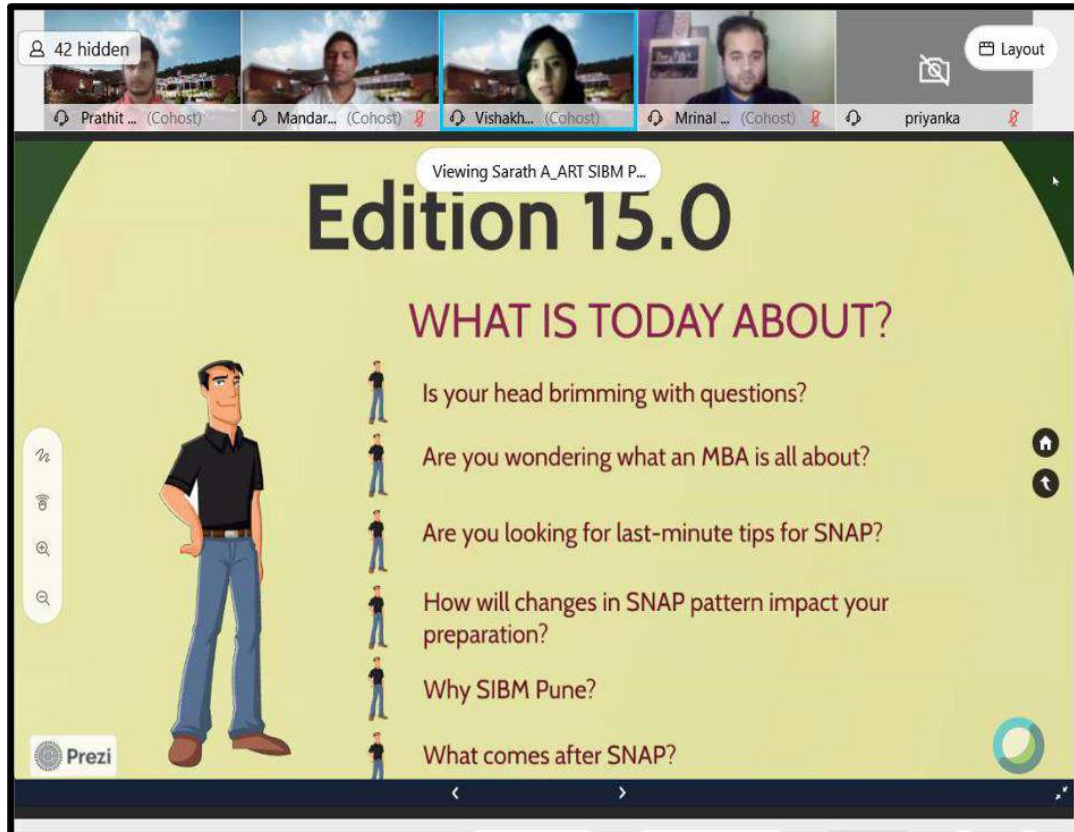 42 hidden
Layout
Prathit ... (Cohost)
Mandar... (Cohost)
Vishakh... (Cohost)
Mrinal ... (Cohost)
priyanka
Viewing Sarath A_ART SIBM P...
Edition 15.0
WHAT IS TODAY ABOUT?
Is your head brimming with questions?
Are you wondering what an MBA is all about?
Are you looking for last-minute tips for SNAP?
How will changes in SNAP pattern impact your
preparation?
Why SIBM Pune?
What comes after SNAP?
Prezi